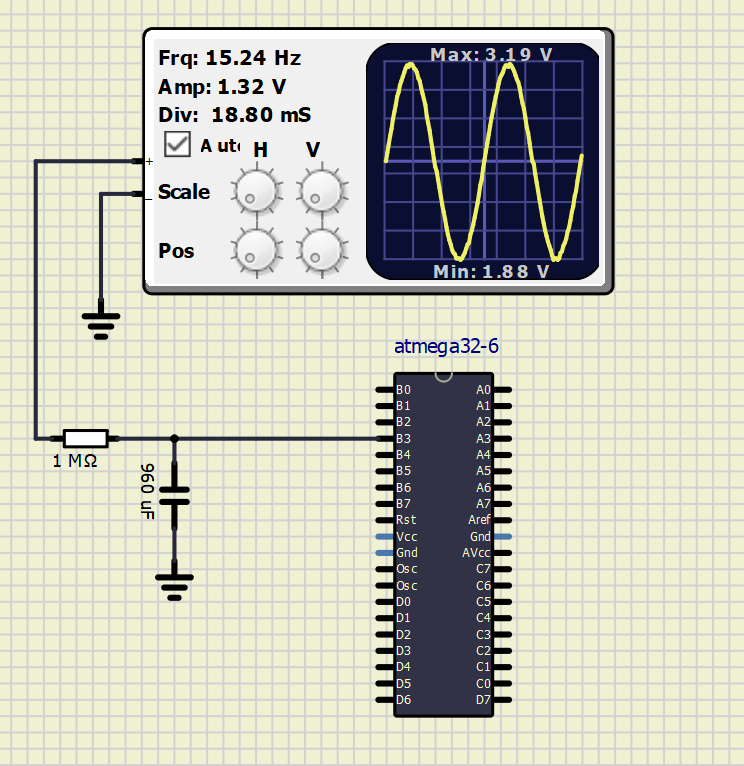 Frq: 15.24 Hz
Amp: 1.32 V
Div: 18.80 mS
Auto H V
Scale
Pos
Max: 3.19 V
Min: 1.88 V
+
_
1 MΩ
960 uF
atmega32-6
B0 A0
B1 A1
B2 A2
B3 A3
B4 A4
B5 A5
B6 A6
B7 A7
Rst Aref
Vcc Gnd
Gnd AVcc
Osc C7
Osc C6
D0 C5
D1 C4
D2 C3
D3 C2
D4 C1
D5 C0
D6 D7